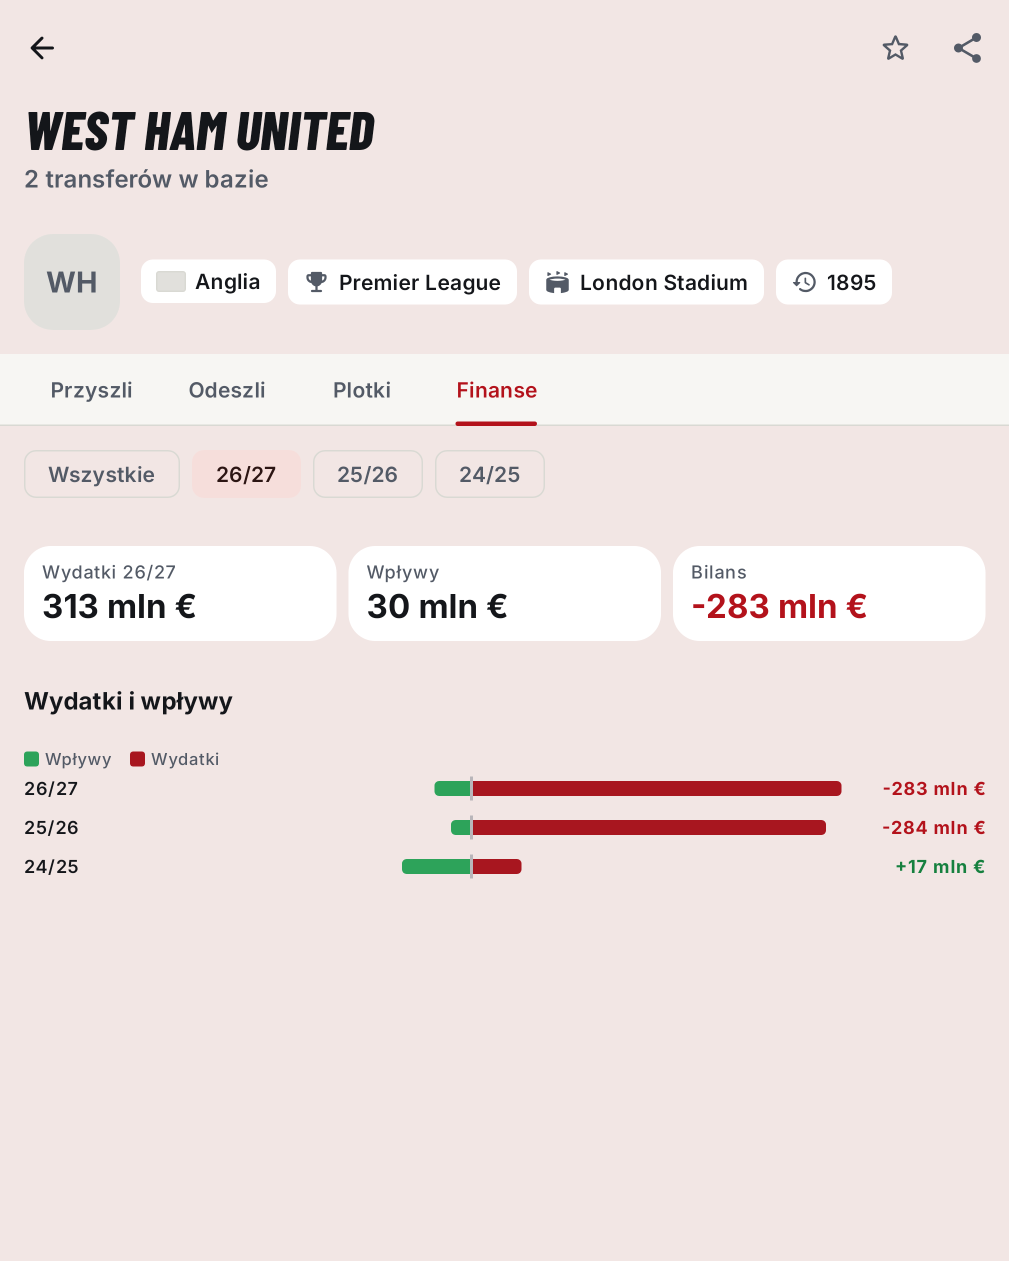 WEST HAM UNITED
2 transferów w bazie
WH
Anglia
Premier League
London Stadium
1895
Przyszli
Odeszli
Plotki
Finanse
Wszystkie
26/27
25/26
24/25
Wydatki 26/27
313 mln €
Wpływy
30 mln €
Bilans
-283 mln €
Wydatki i wpływy
Wpływy
Wydatki
26/27
-283 mln €
25/26
-284 mln €
24/25
+17 mln €